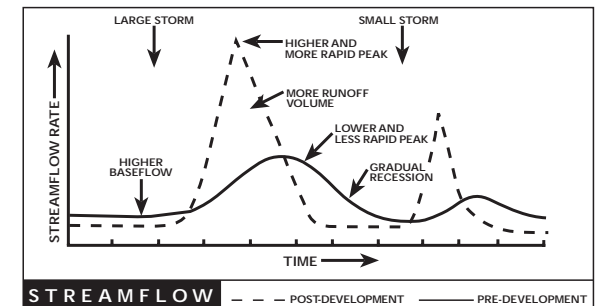 LARGE STORM
SMALL STORM
HIGHER AND
MORE RAPID PEAK
MORE RUNOFF
VOLUME
LOWER AND
LESS RAPID PEAK
HIGHER
BASEFLOW
GRADUAL
RECESSION
STREAMFLOW RATE
TIME
STREAMFLOW
POST-DEVELOPMENT
PRE-DEVELOPMENT